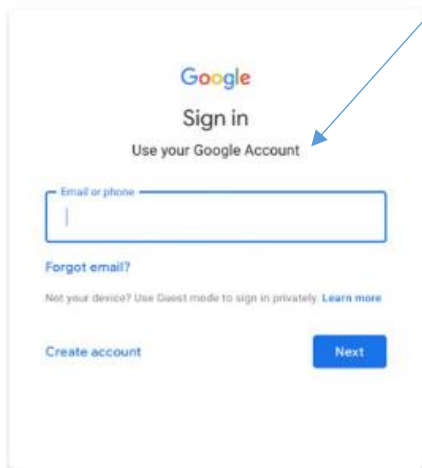 Google
Sign in
Use your Google Account
Email or phone
Forgot email?
Not your device? Use Guest mode to sign in privately. Learn more
Create account
Next